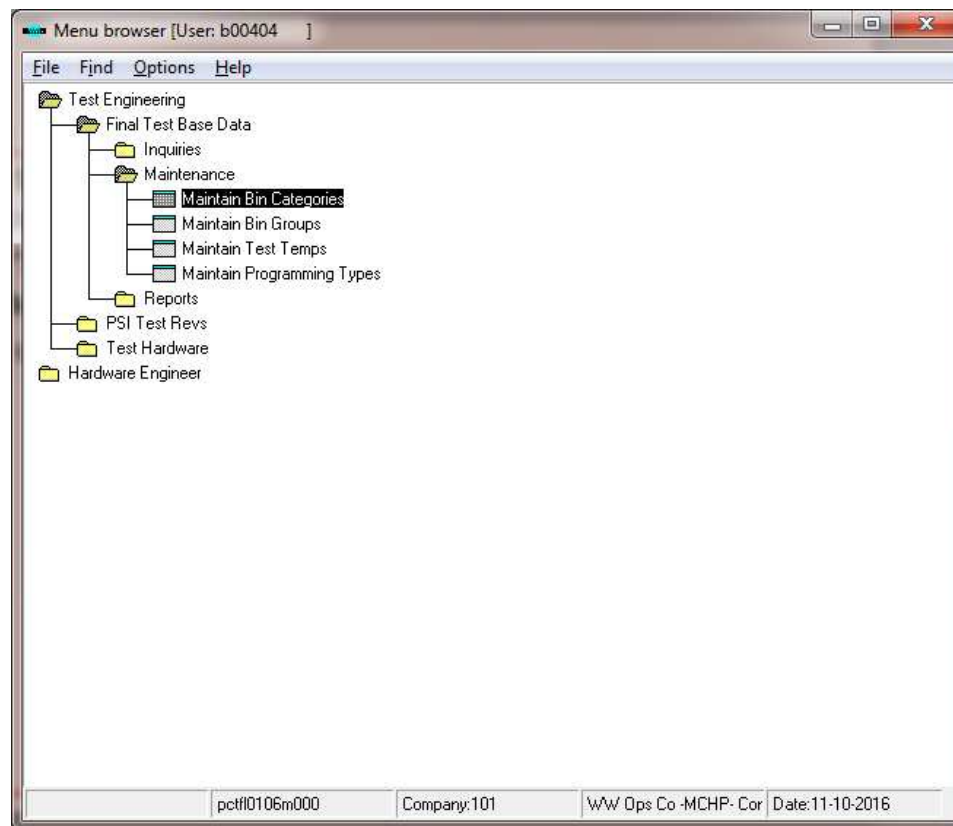 Menu browser [User: b00404 ]
File Find Options Help
Test Engineering
Final Test Base Data
Inquiries
Maintenance
Maintain Bin Categories
Maintain Bin Groups
Maintain Test Temps
Maintain Programming Types
Reports
PSI Test Revs
Test Hardware
Hardware Engineer
pctfl0106m000 Company:101 WW Ops Co -MCHP- Cor Date:11-10-2016